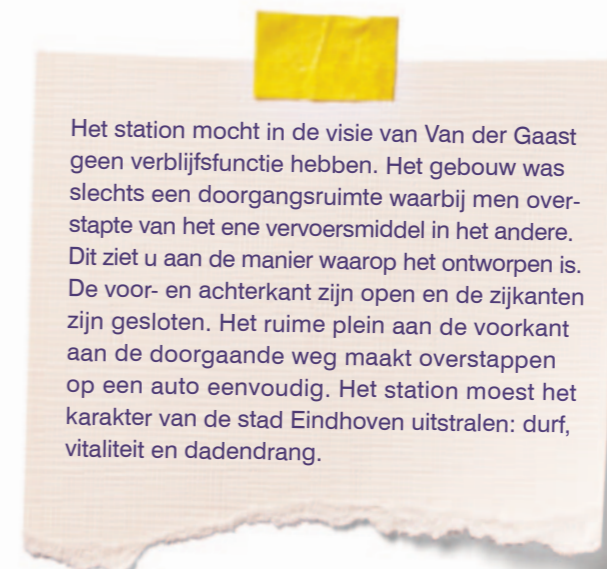 Het station mocht in de visie van Van der Gaast
geen verblijfsfunctie hebben. Het gebouw was
slechts een doorgangsruimte waarbij men over-
stapte van het ene vervoersmiddel in het andere.
Dit ziet u aan de manier waarop het ontworpen is.
De voor- en achterkant zijn open en de zijkanten
zijn gesloten. Het ruime plein aan de voorkant
aan de doorgaande weg maakt overstappen
op een auto eenvoudig. Het station moest het
karakter van de stad Eindhoven uitstralen: durf,
vitaliteit en dadendrang.